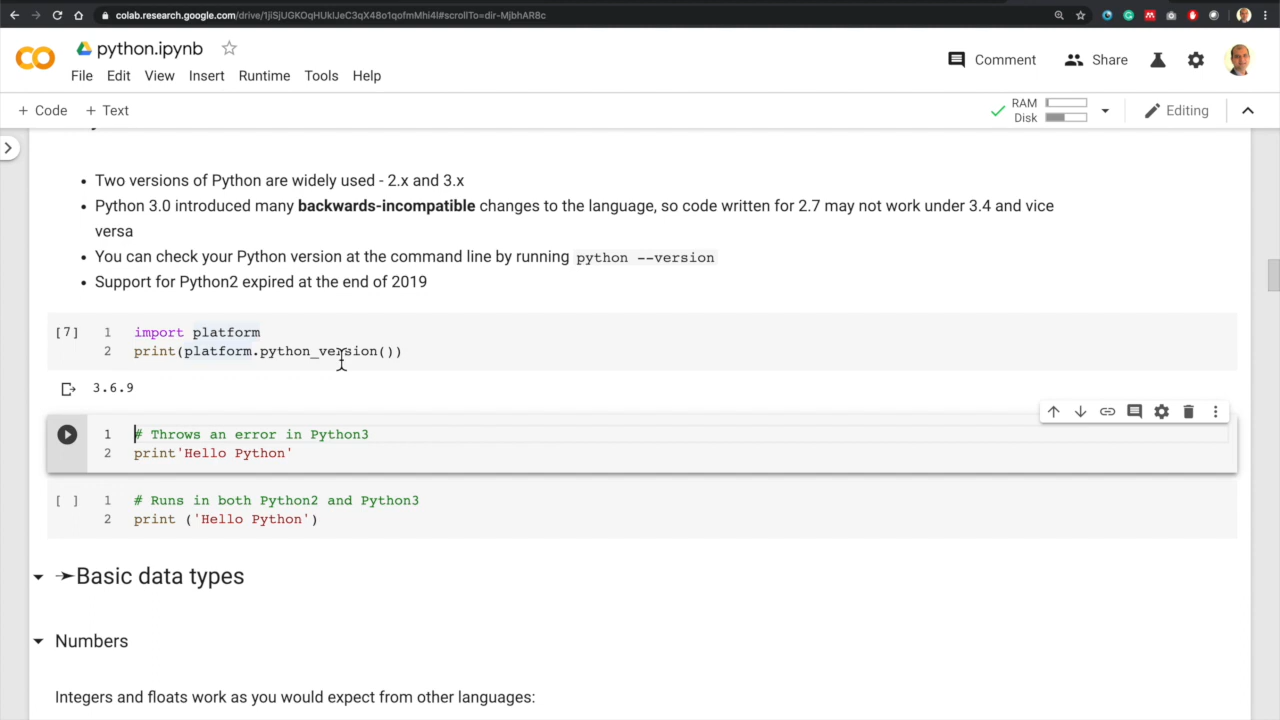 colab.research.google.com/drive/1jiSjUGKOqHUkIJeC3qX48o1qofmMhi4l#scrollTo=dir-MjbhAR8c
python.ipynb
Comment
Share
File Edit View Insert Runtime Tools Help
+ Code + Text
RAM
Disk
Editing
Two versions of Python are widely used - 2.x and 3.x
Python 3.0 introduced many backwards-incompatible changes to the language, so code written for 2.7 may not work under 3.4 and vice
versa
You can check your Python version at the command line by running python --version
Support for Python2 expired at the end of 2019
[7] 1 import platform
2 print(platform.python_version())
3.6.9
1 # Throws an error in Python3
2 print'Hello Python'
[ ] 1 # Runs in both Python2 and Python3
2 print ('Hello Python')
Basic data types
Numbers
Integers and floats work as you would expect from other languages: